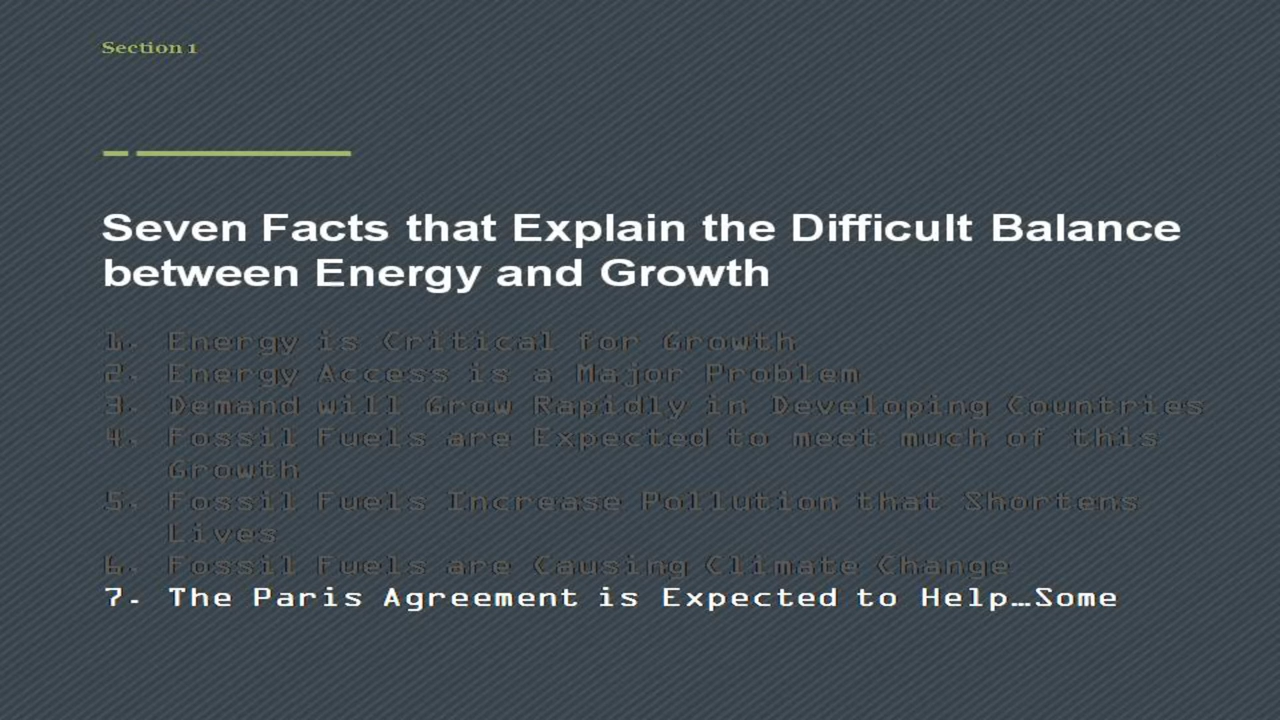 Section 1
Seven Facts that Explain the Difficult Balance
between Energy and Growth
1. Energy is Critical for Growth
2. Energy Access is a Major Problem
3. Demand will Grow Rapidly in Developing Countries
4. Fossil Fuels are Expected to meet much of this
Growth
5. Fossil Fuels Increase Pollution that Shortens
Lives
6. Fossil Fuels are Causing Climate Change
7. The Paris Agreement is Expected to Help…Some